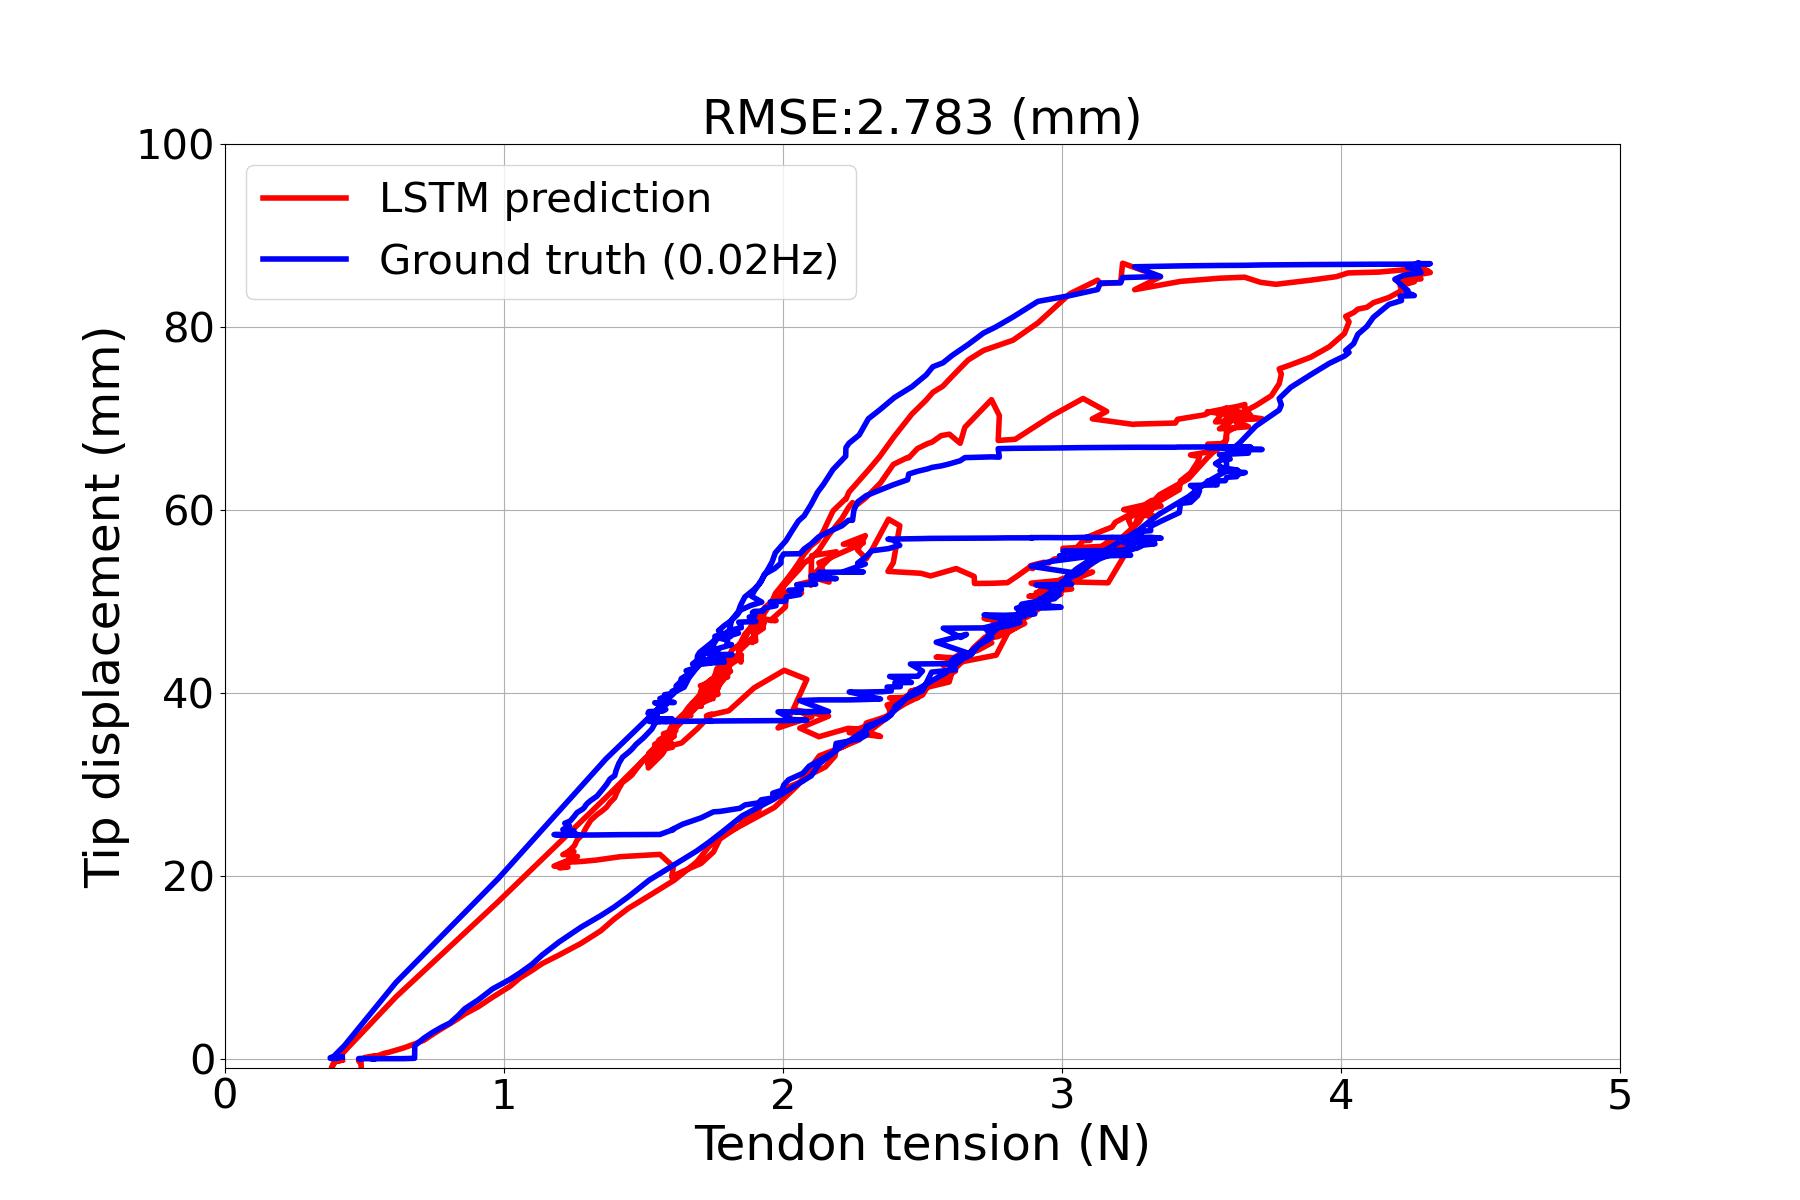 RMSE:2.783 (mm)
LSTM prediction
Ground truth (0.02Hz)
Tip displacement (mm)
100
80
60
40
20
0
0 1 2 3 4 5
Tendon tension (N)